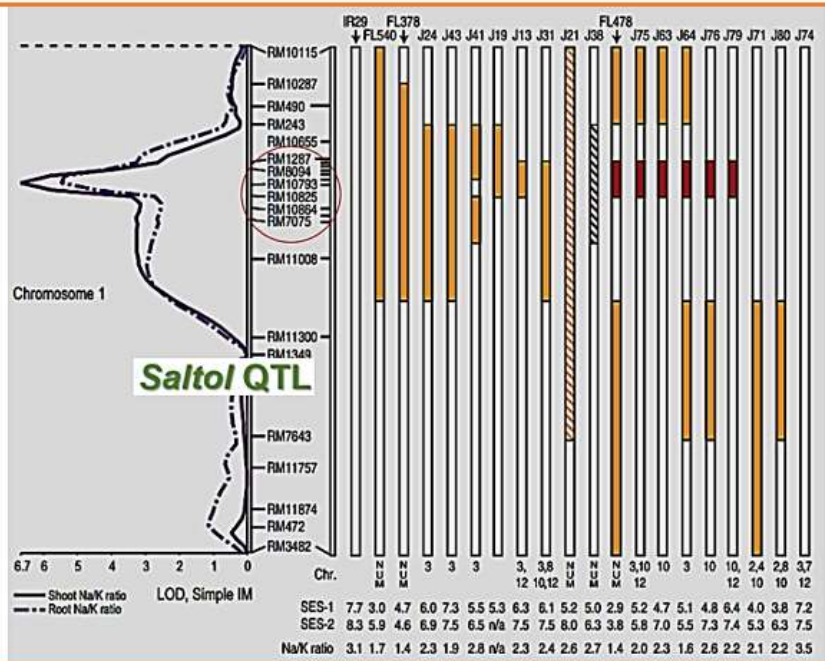 IR29 FL378 FL478
FL540 J24 J43 J41 J19 J13 J31 J21 J38 J75 J63 J64 J76 J79 J71 J80 J74
RM10115
RM10287
RM490
RM243
RM10655
RM1287
RM8094
RM10793
RM10825
RM10864
RM7075
RM11008
Chromosome 1
RM11300
RM1349
Saltol QTL
RM7643
RM11757
RM11874
RM472
RM3482
6.7 6 5 4 3 2 1 0
LOD, Simple IM
Shoot Na/K ratio
Root Na/K ratio
Chr. NUM NUM 3 3 3 3, 12 3,8 10,12 NUM NUM NUM 3,10 12 10 3 10 10, 12 2,4 10 2,8 10 3,7 12
SES-1 7.7 3.0 4.7 6.0 7.3 5.5 5.3 6.3 6.1 5.2 5.0 2.9 5.2 4.7 5.1 4.8 6.4 4.0 3.8 7.2
SES-2 8.3 5.9 4.6 6.9 7.5 6.5 n/a 7.5 7.5 8.0 6.3 3.8 5.8 7.0 5.5 7.3 7.4 5.3 6.3 7.5
Na/K ratio 3.1 1.7 1.4 2.3 1.9 2.8 n/a 2.3 2.4 2.6 2.7 1.4 2.0 2.3 1.6 2.6 2.2 2.1 2.2 3.5